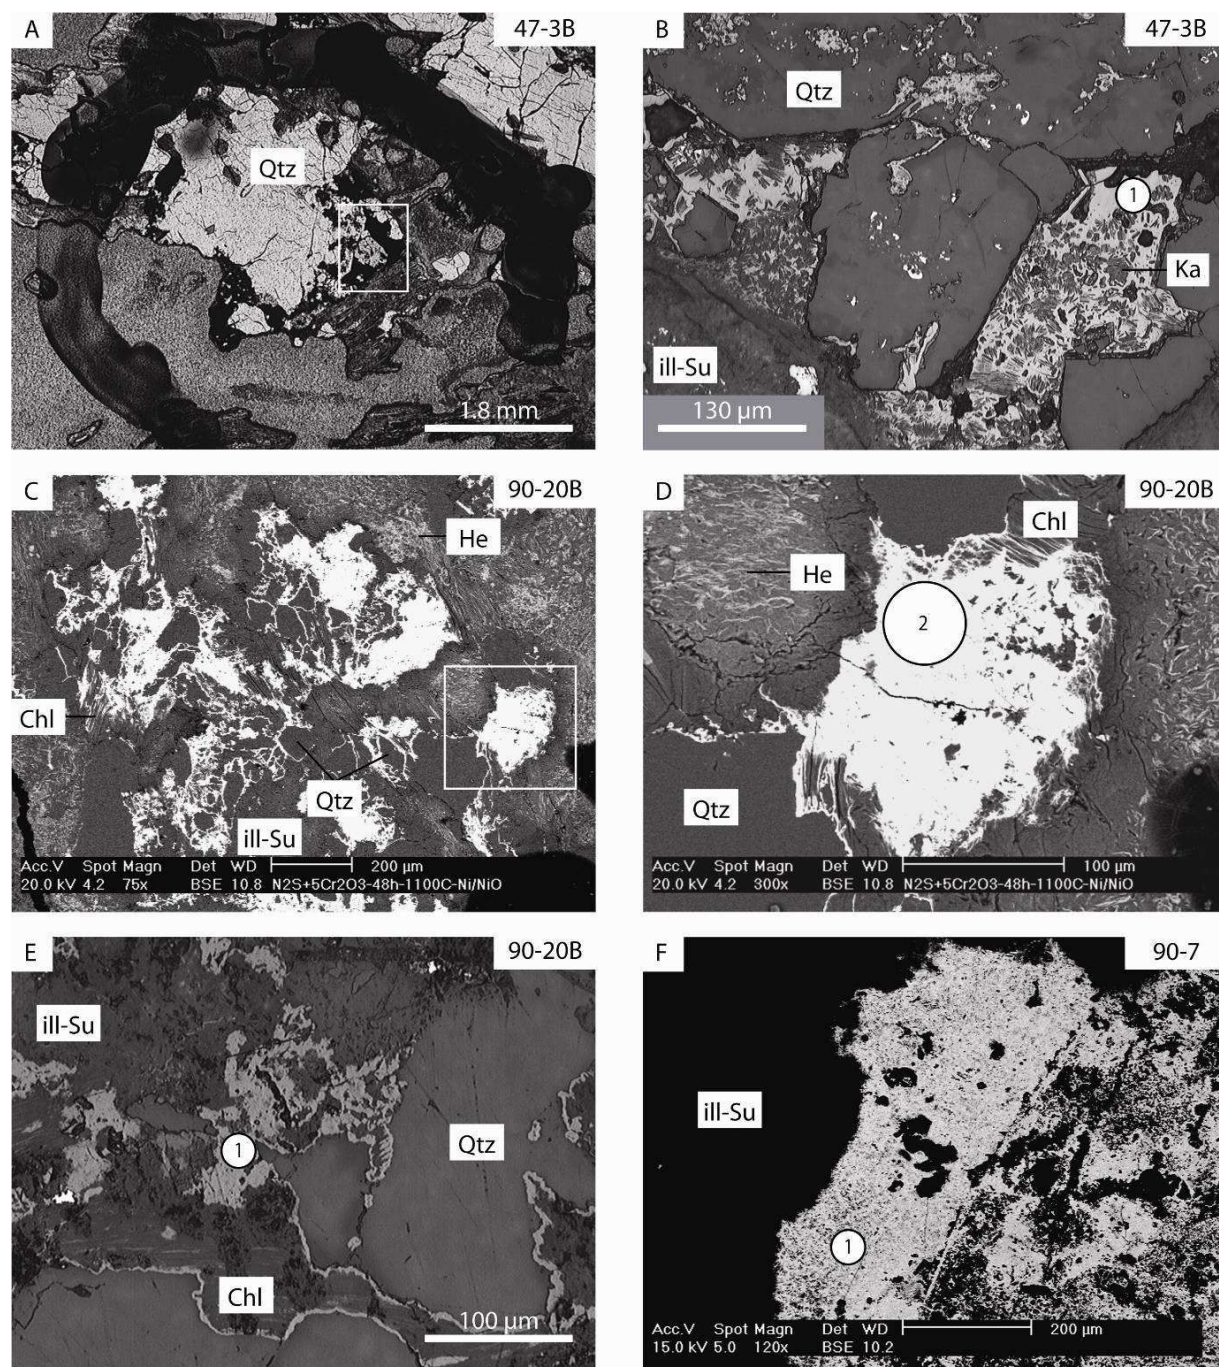 A
47-3B
Qtz
1.8 mm
B
47-3B
Qtz
1
Ka
ill-Su
130 µm
C
90-20B
He
Chl
Qtz
ill-Su
Acc.V Spot Magn Det WD 200 µm
20.0 kV 4.2 75x BSE 10.8 N2S+5Cr2O3-48h-1100C-Ni/NiO
D
90-20B
Chl
He
2
Qtz
Acc.V Spot Magn Det WD 100 µm
20.0 kV 4.2 300x BSE 10.8 N2S+5Cr2O3-48h-1100C-Ni/NiO
E
90-20B
ill-Su
1
Qtz
Chl
100 µm
F
90-7
ill-Su
1
Acc.V Spot Magn Det WD 200 µm
15.0 kV 5.0 120x BSE 10.2